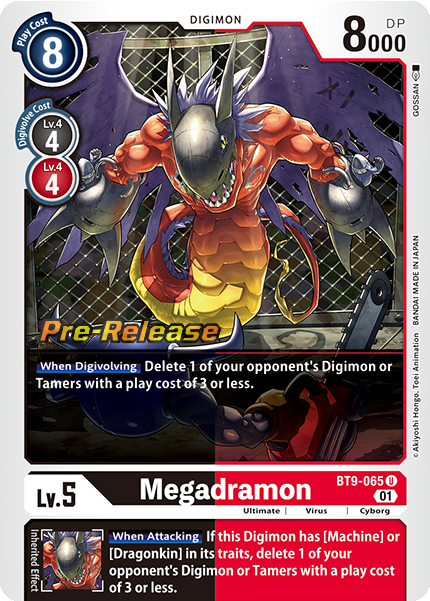 DIGIMON
Play Cost
8
DP
8000
Digivolve Cost
Lv.4
4
Lv.4
4
XI
GOSSAN
© Akiyoshi Hongo, Toei Animation BANDAI MADE IN JAPAN
Pre-Release
When Digivolving Delete 1 of your opponent's Digimon or
Tamers with a play cost of 3 or less.
BT9-065 U
Lv.5
Megadramon
01
Ultimate | Virus | Cyborg
Inherited Effect
When Attacking If this Digimon has [Machine] or
[Dragonkin] in its traits, delete 1 of your
opponent's Digimon or Tamers with a play cost
of 3 or less.